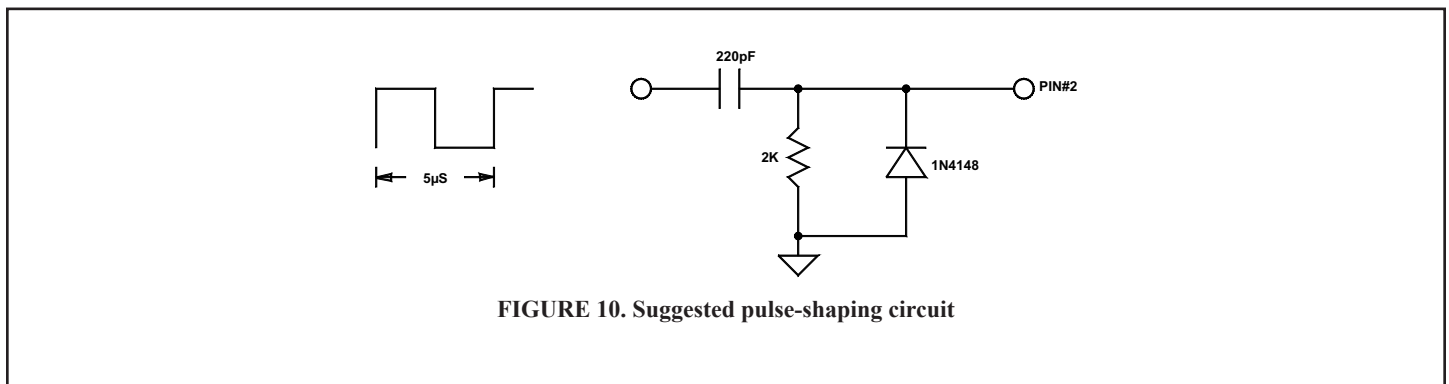 220pF
PIN#2
2K
1N4148
5µS
FIGURE 10. Suggested pulse-shaping circuit